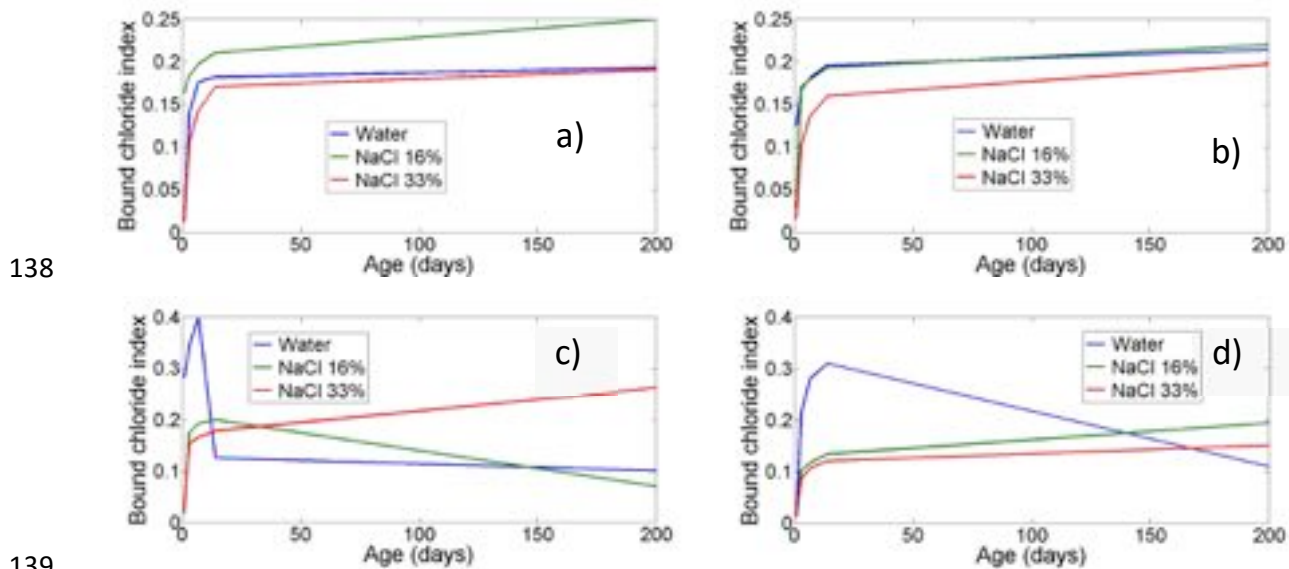 0.25
0.2
0.15
0.1
0.05
0
Bound chloride index
Water
NaCl 16%
NaCl 33%
a)
0 50 100 150 200
Age (days)
0.25
0.2
0.15
0.1
0.05
0
Bound chloride index
Water
NaCl 16%
NaCl 33%
b)
0 50 100 150 200
Age (days)
138
0.4
0.3
0.2
0.1
0
Bound chloride index
Water
NaCl 16%
NaCl 33%
c)
0 50 100 150 200
Age (days)
0.4
0.3
0.2
0.1
0
Bound chloride index
Water
NaCl 16%
NaCl 33%
d)
0 50 100 150 200
Age (days)
139